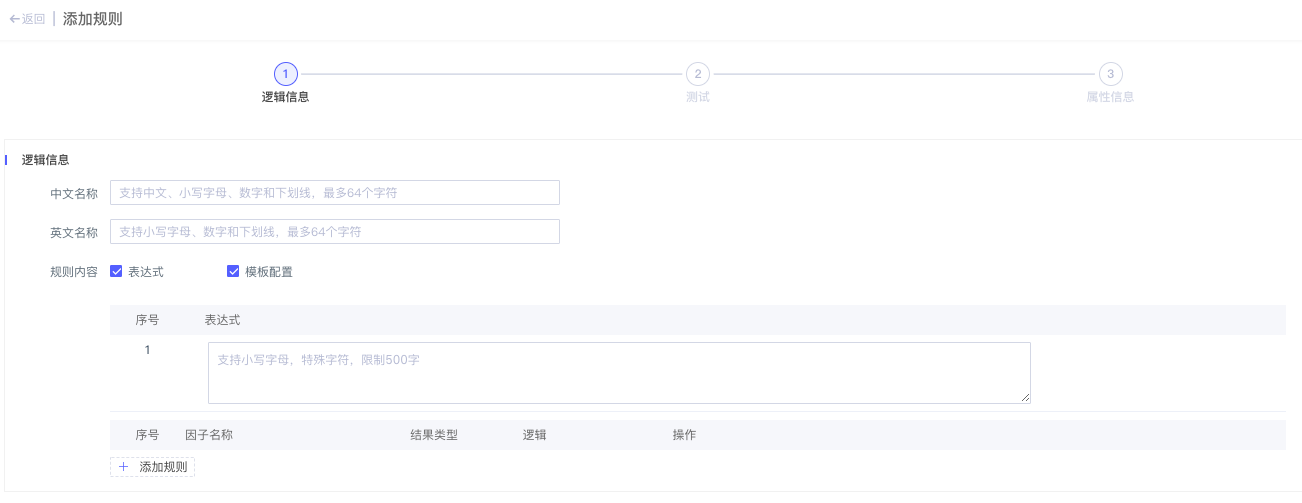 ←返回 | 添加规则
1 2 3
逻辑信息 测试 属性信息
逻辑信息
中文名称 支持中文、小写字母、数字和下划线，最多64个字符
英文名称 支持小写字母、数字和下划线，最多64个字符
规则内容 表达式 模板配置
序号 表达式
1 支持小写字母，特殊字符，限制500字
序号 因子名称 结果类型 逻辑 操作
+ 添加规则